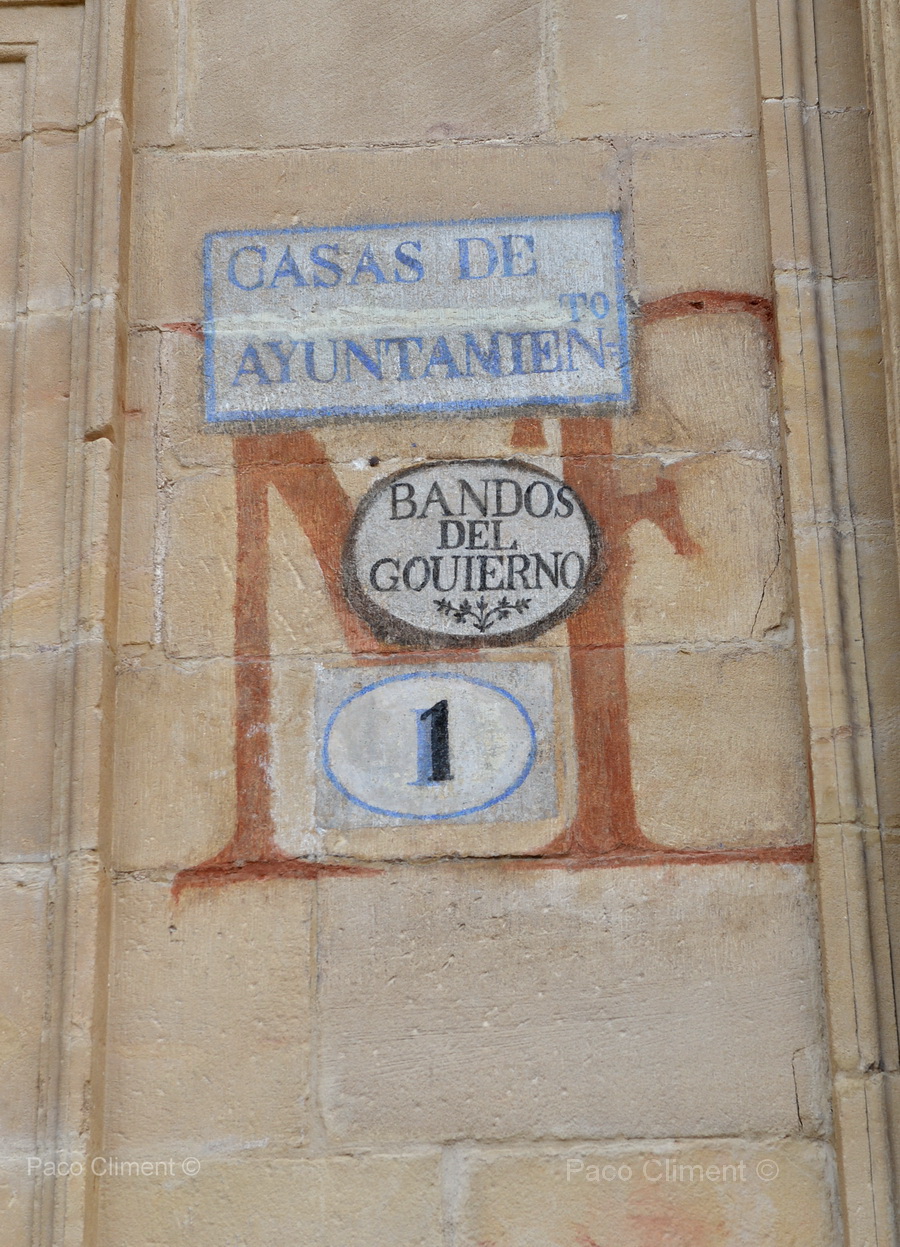 CASAS DE
AYUNTAMIEN-TO
BANDOS
DEL
GOUIERNO
1
Paco Climent ©
Paco Climent ©